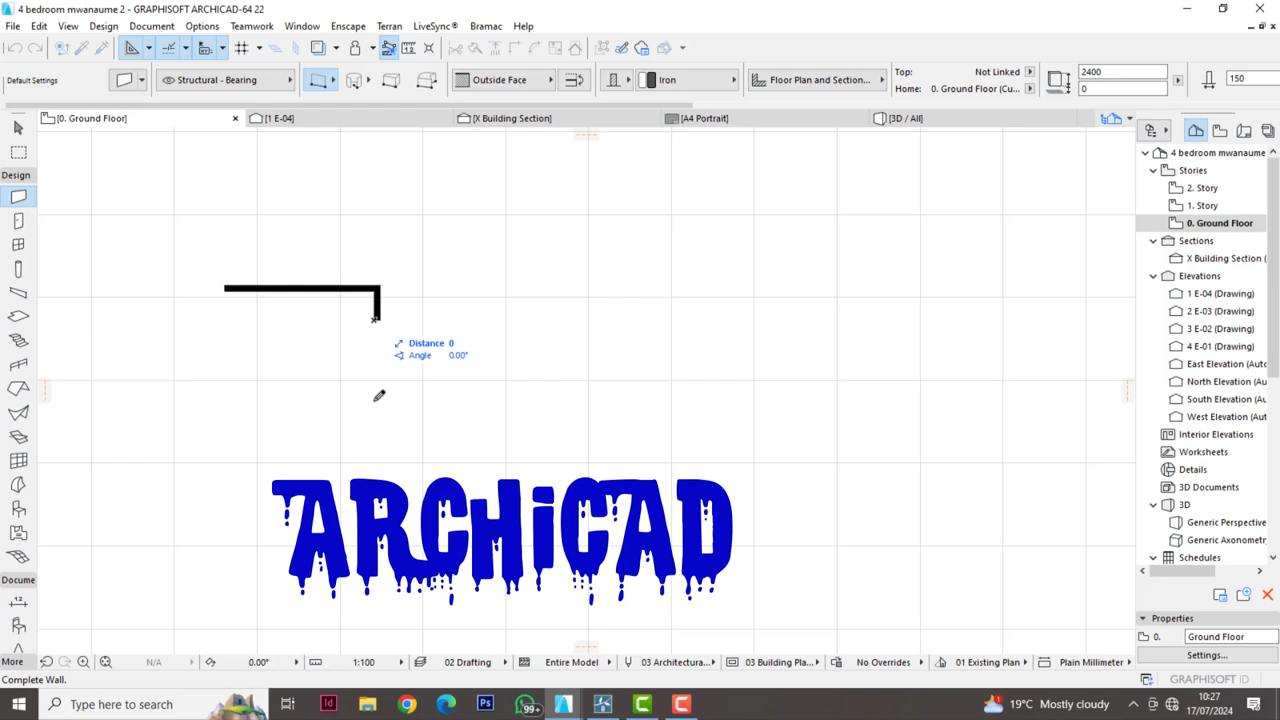 4 bedroom mwanaume 2 - GRAPHISOFT ARCHICAD-64 22
File Edit View Design Document Options Teamwork Window Enscape Terran LiveSync® Bramac Help
Default Settings
Structural - Bearing
Outside Face
Iron
Floor Plan and Section...
Top: Not Linked
Home: 0. Ground Floor (Cu...
2400
0
150
[0. Ground Floor]
[1 E-04]
[X Building Section]
[A4 Portrait]
[3D / All]
Design
Distance 0
Angle 0.00°
ARCHiCAD
4 bedroom mwanaume
Stories
2. Story
1. Story
0. Ground Floor
Sections
X Building Section (
Elevations
1 E-04 (Drawing)
2 E-03 (Drawing)
3 E-02 (Drawing)
4 E-01 (Drawing)
East Elevation (Auto
North Elevation (Au
South Elevation (Au
West Elevation (Aut
Interior Elevations
Worksheets
Details
3D Documents
3D
Generic Perspective
Generic Axonometr
Schedules
Properties
0. Ground Floor
Settings...
Docume
More
N/A
0.00°
1:100
02 Drafting
Entire Model
03 Architectura...
03 Building Pla...
No Overrides
01 Existing Plan
Plain Millimeter
Complete Wall.
GRAPHISOFT ID
Type here to search
99+
19°C Mostly cloudy
10:27
17/07/2024